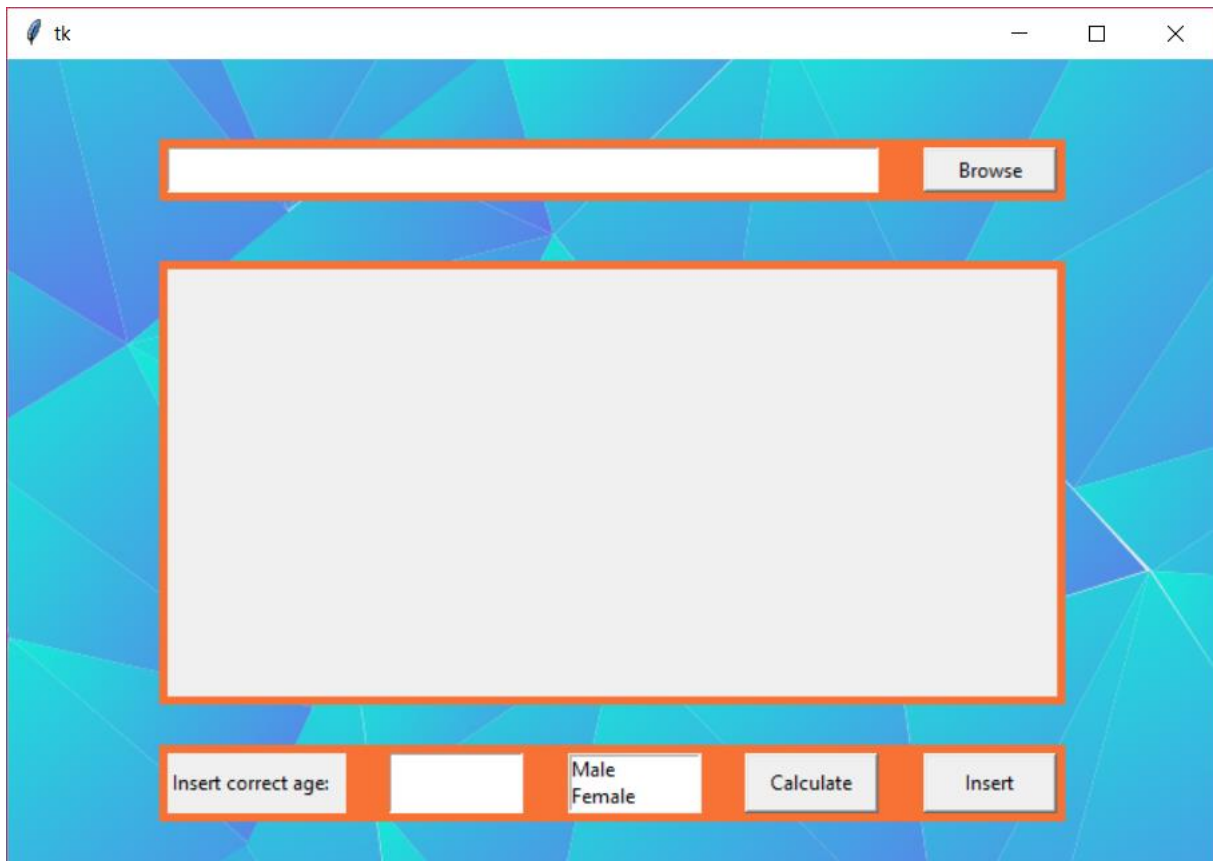 tk
Browse
Insert correct age:
Male
Female
Calculate
Insert